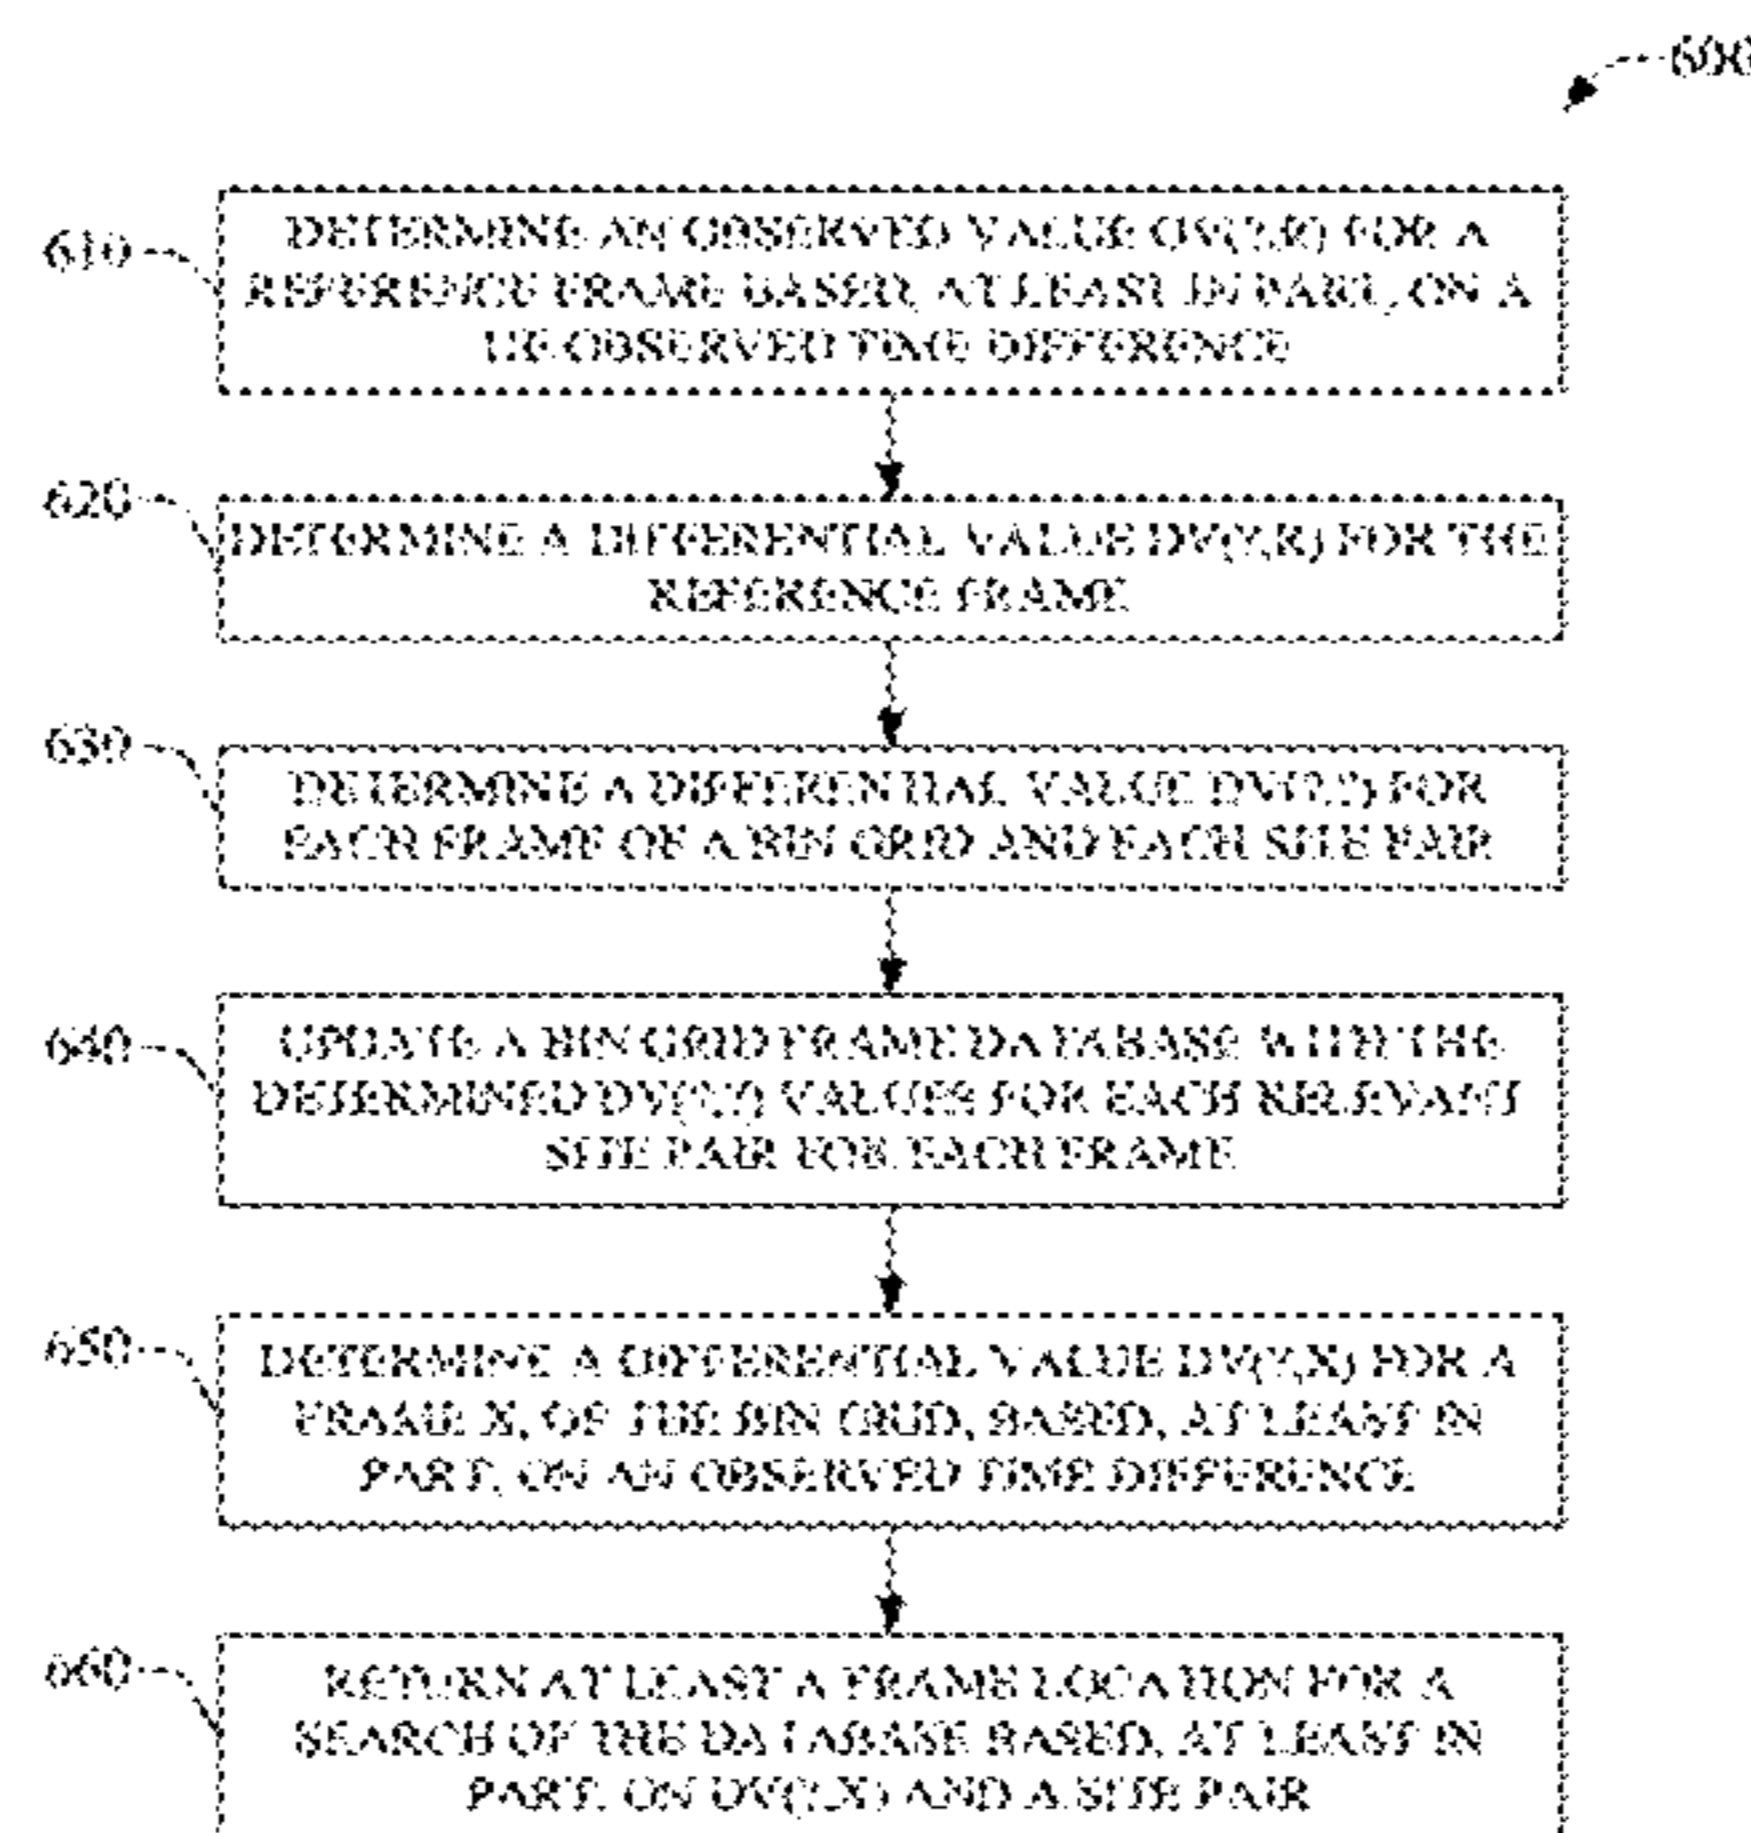 600
610
DETERMINE AN OBSERVED VALUE OV(?,R) FOR A
REFERENCE FRAME BASED, AT LEAST IN PART, ON A
UE OBSERVED TIME DIFFERENCE
620
DETERMINE A DIFFERENTIAL VALUE DV(?,R) FOR THE
REFERENCE FRAME
630
DETERMINE A DIFFERENTIAL VALUE DV(?,?) FOR
EACH FRAME OF A BIN GRID AND EACH SITE PAIR
640
UPDATE A BIN GRID FRAME DATABASE WITH THE
DETERMINED DV(?,?) VALUES FOR EACH RELEVANT
SITE PAIR FOR EACH FRAME
650
DETERMINE A DIFFERENTIAL VALUE DV(?,X) FOR A
FRAME X, OF THE BIN GRID, BASED, AT LEAST IN
PART, ON AN OBSERVED TIME DIFFERENCE
660
RETURN AT LEAST A FRAME LOCATION FOR A
SEARCH OF THE DATABASE BASED, AT LEAST IN
PART, ON DV(?,X) AND A SITE PAIR